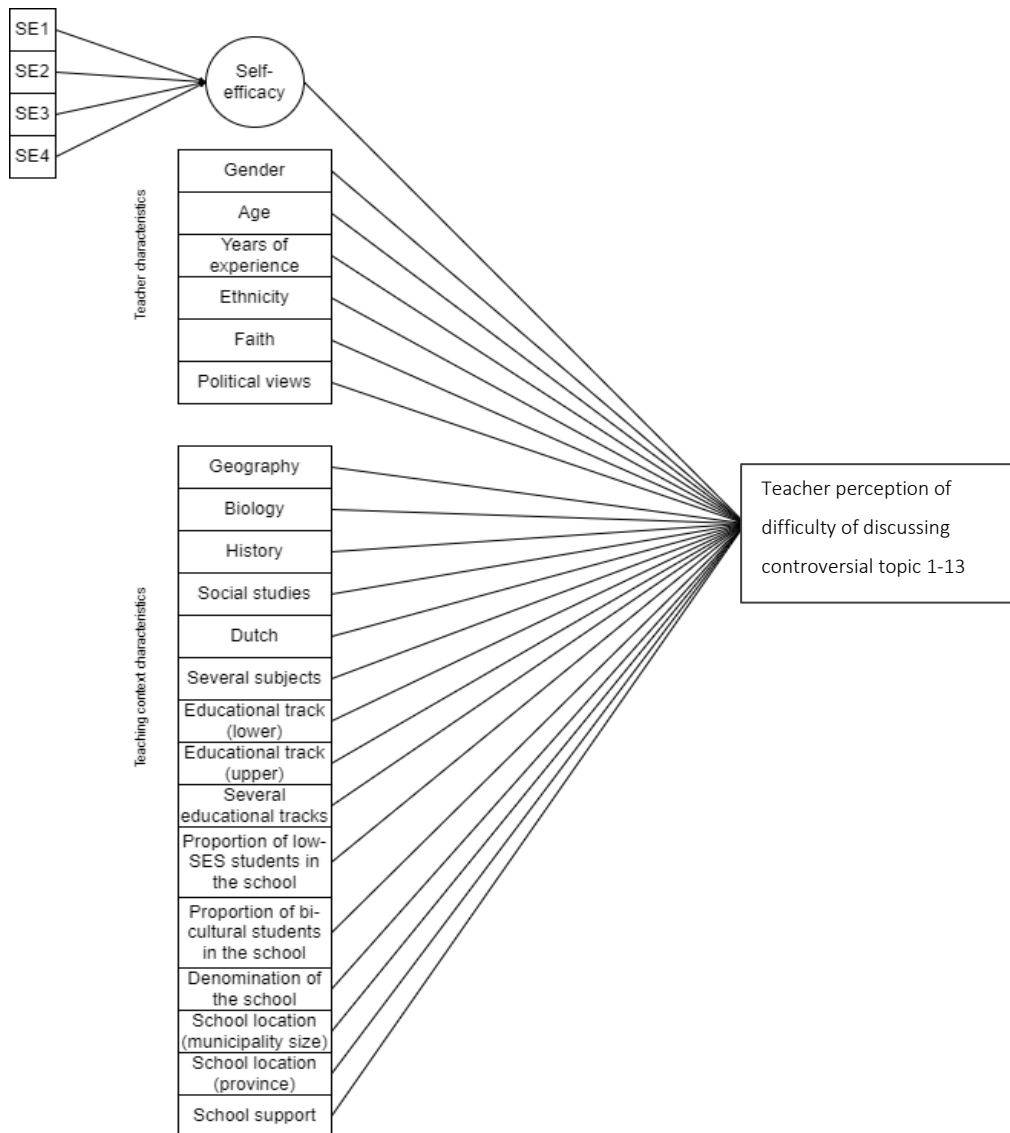 SE1
SE2
SE3
SE4
Self-
efficacy
Teacher characteristics
Gender
Age
Years of
experience
Ethnicity
Faith
Political views
Teaching context characteristics
Geography
Biology
History
Social studies
Dutch
Several subjects
Educational track
(lower)
Educational track
(upper)
Several
educational tracks
Proportion of low-
SES students in
the school
Proportion of bi-
cultural students
in the school
Denomination of
the school
School location
(municipality size)
School location
(province)
School support
Teacher perception of
difficulty of discussing
controversial topic 1-13